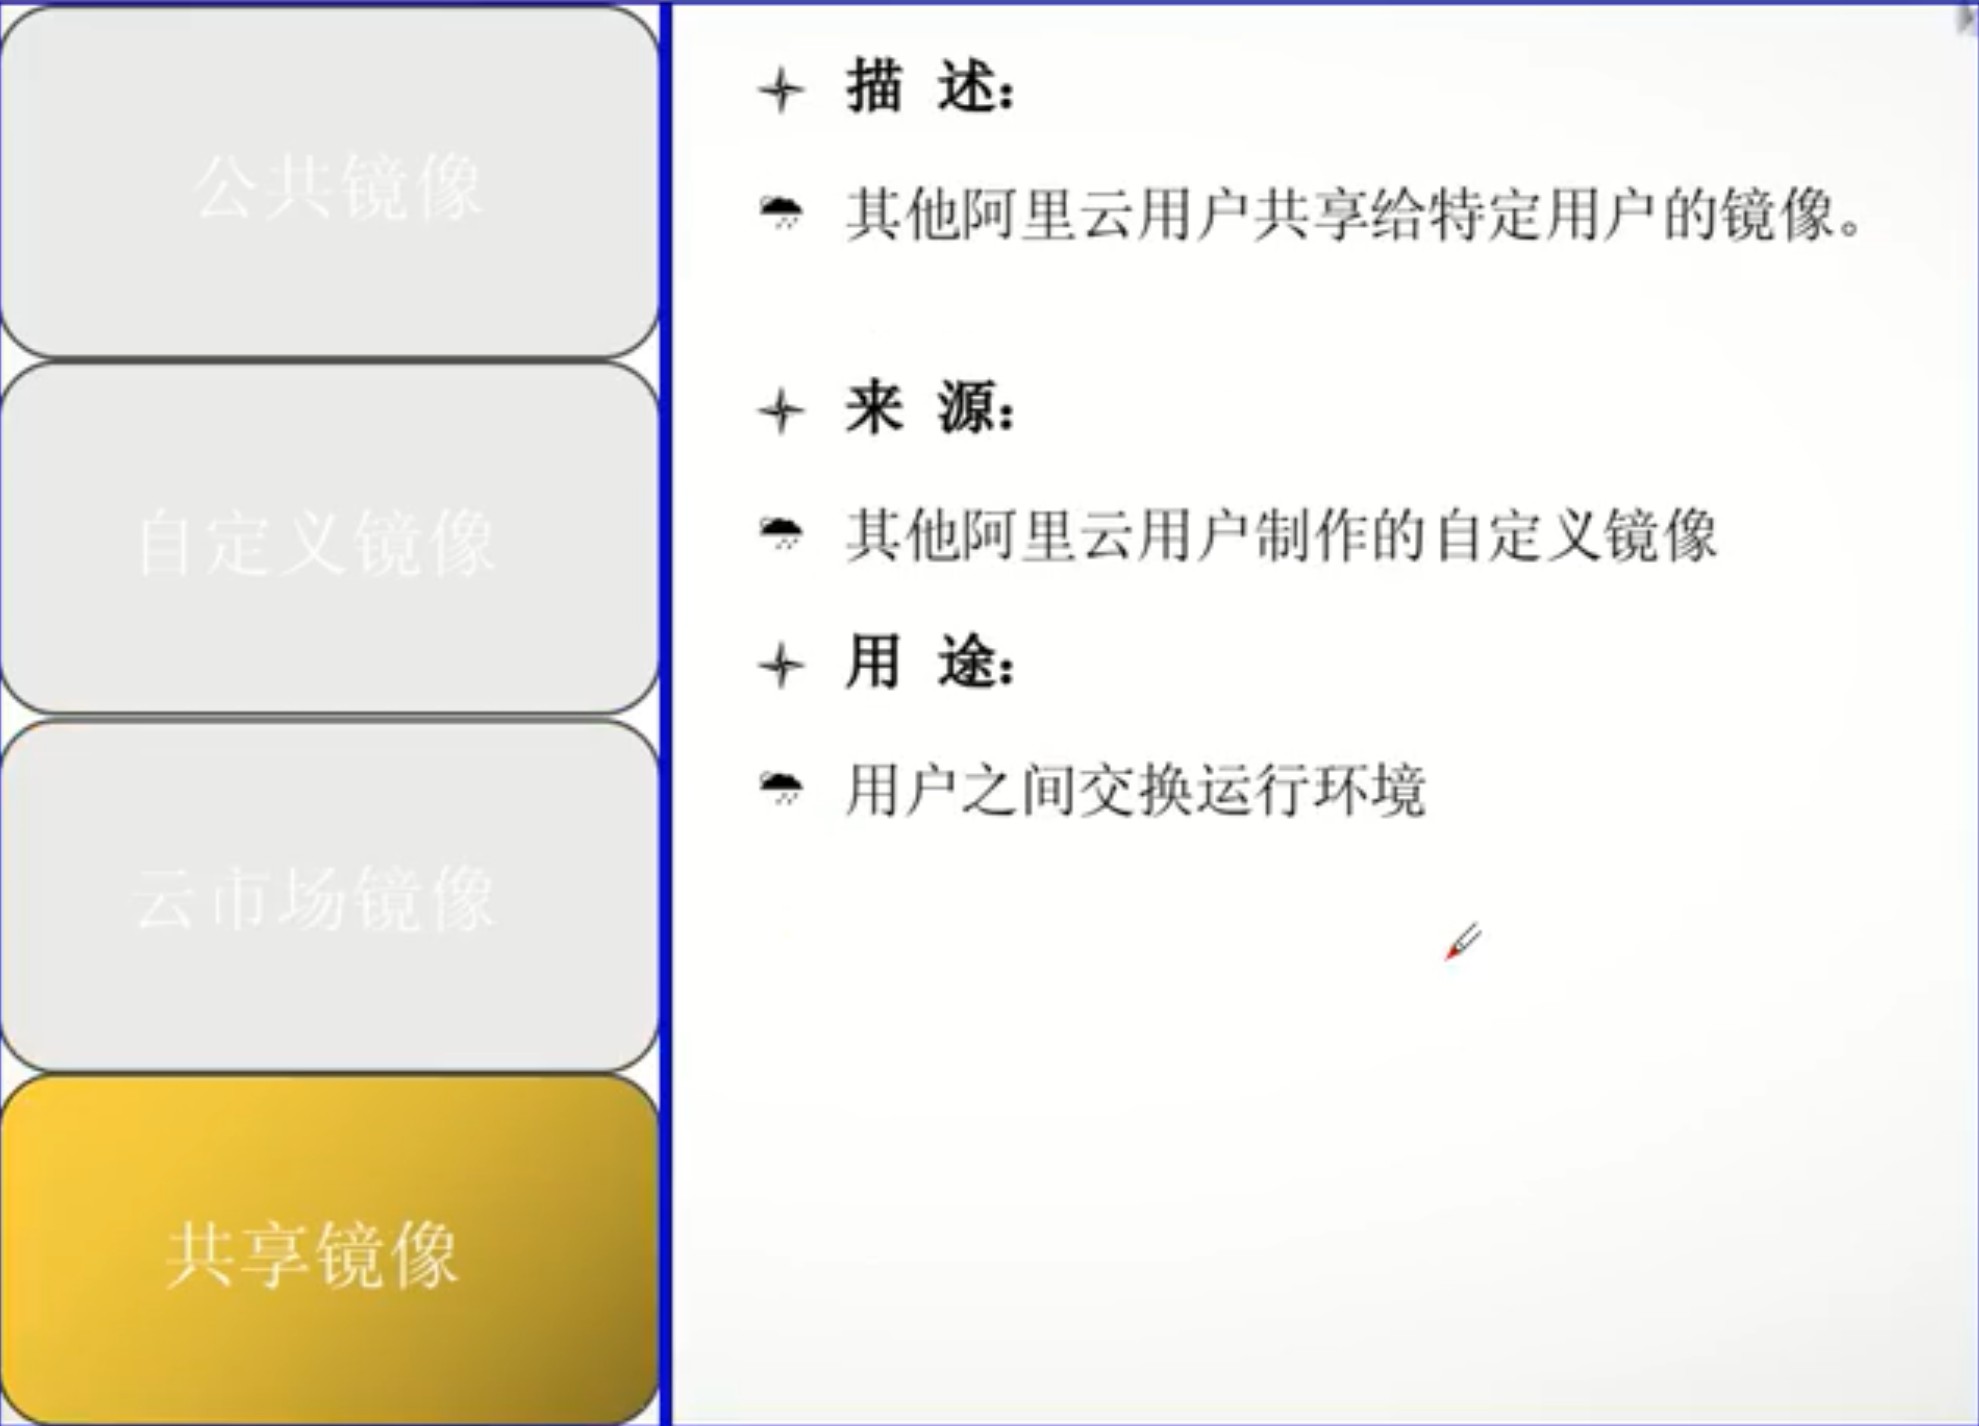 公共镜像
自定义镜像
云市场镜像
共享镜像
描 述：
其他阿里云用户共享给特定用户的镜像。
来 源：
其他阿里云用户制作的自定义镜像
用 途：
用户之间交换运行环境